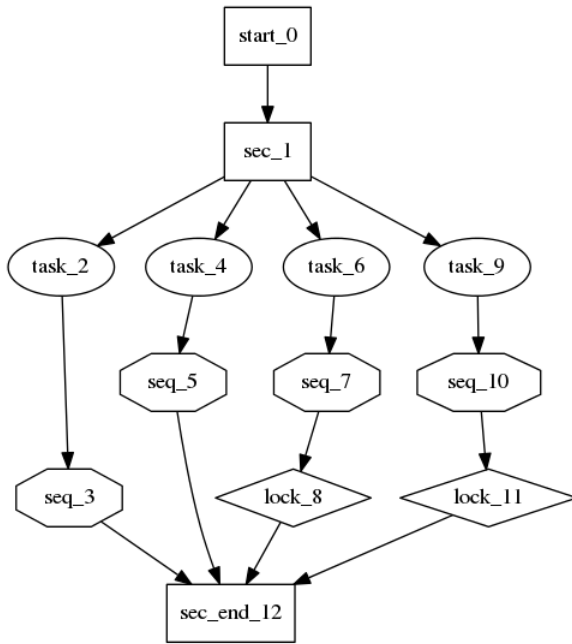 start_0
sec_1
task_2
task_4
task_6
task_9
seq_5
seq_7
seq_10
seq_3
lock_8
lock_11
sec_end_12